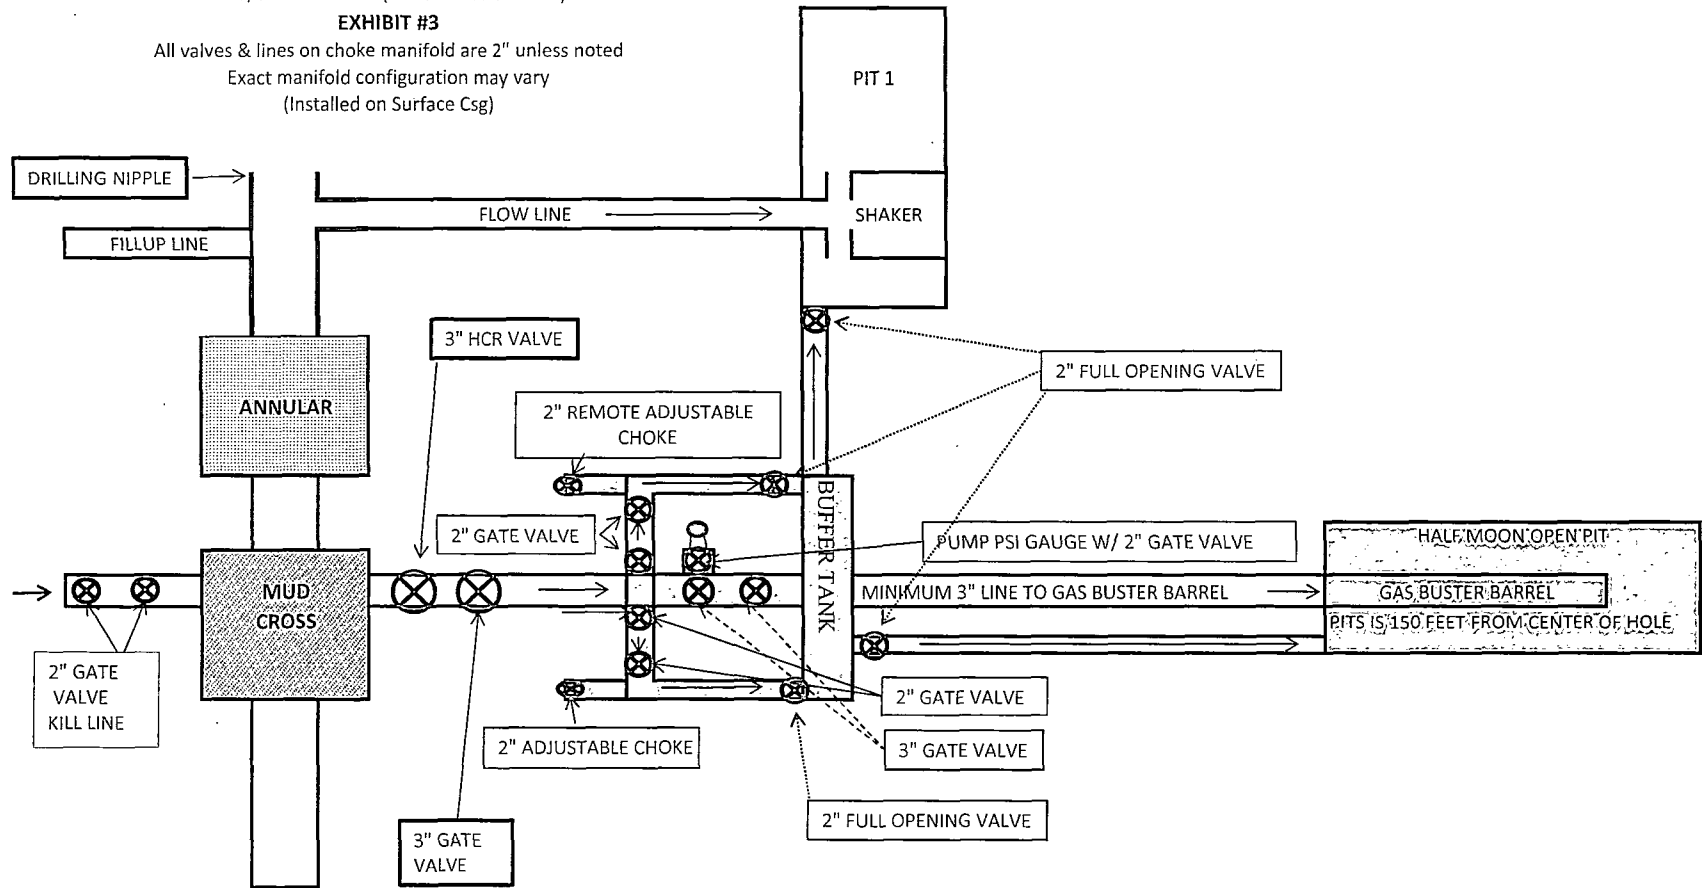 EXHIBIT #3
All valves & lines on choke manifold are 2" unless noted
Exact manifold configuration may vary
(Installed on Surface Csg)
PIT 1
DRILLING NIPPLE
FLOW LINE
SHAKER
FILLUP LINE
3" HCR VALVE
2" FULL OPENING VALVE
ANNULAR
2" REMOTE ADJUSTABLE
CHOKE
BUFFER TANK
2" GATE VALVE
PUMP PSI GAUGE W/ 2" GATE VALVE
HALF MOON OPEN PIT
MUD
CROSS
MINIMUM 3" LINE TO GAS BUSTER BARREL
GAS BUSTER BARREL
PITS IS 150 FEET FROM CENTER OF HOLE
2" GATE
VALVE
KILL LINE
2" GATE VALVE
2" ADJUSTABLE CHOKE
3" GATE VALVE
2" FULL OPENING VALVE
3" GATE
VALVE